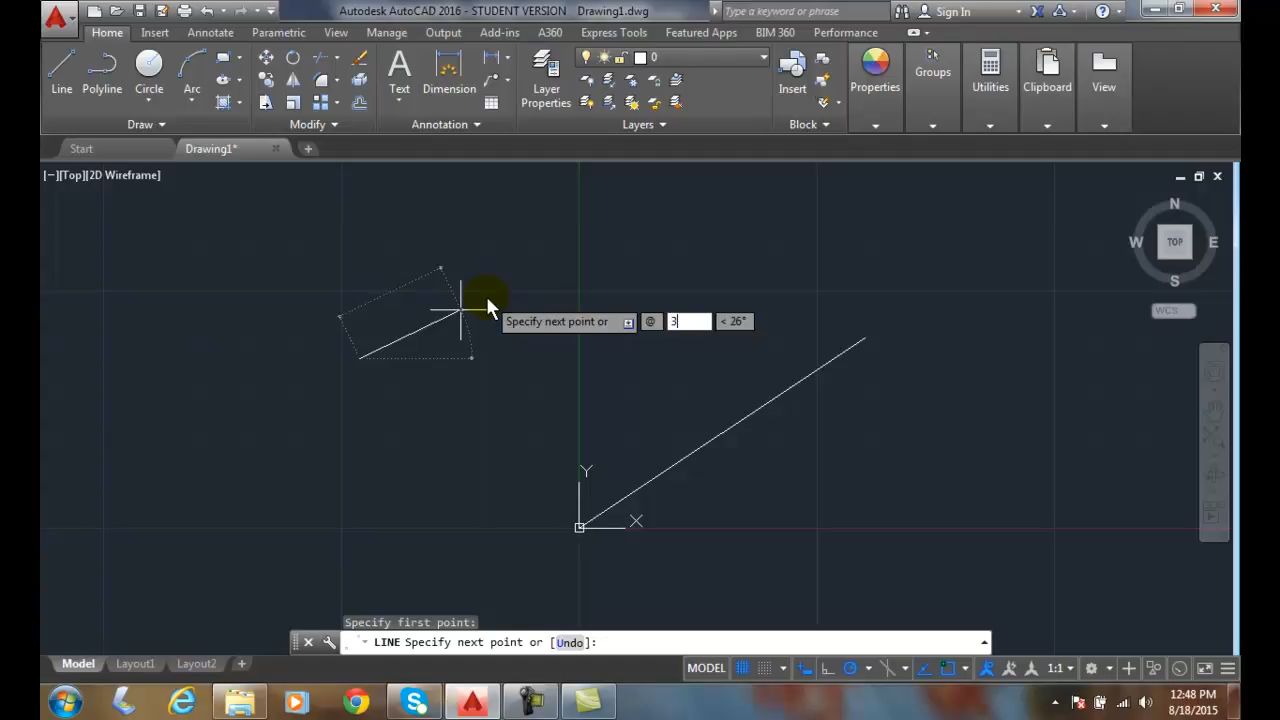 Autodesk AutoCAD 2016 - STUDENT VERSION Drawing1.dwg
Type a keyword or phrase
Sign In
Home Insert Annotate Parametric View Manage Output Add-ins A360 Express Tools Featured Apps BIM 360 Performance
0
Line Polyline Circle Arc Text Dimension Layer Properties Insert Properties Groups Utilities Clipboard View
Draw Modify Annotation Layers Block
Start Drawing1*
[−][Top][2D Wireframe]
N
W TOP E
S
WCS
Specify next point or @ 3 < 26°
Y
X
Specify first point:
LINE Specify next point or [Undo]:
Model Layout1 Layout2 +
MODEL 1:1
12:48 PM
8/18/2015